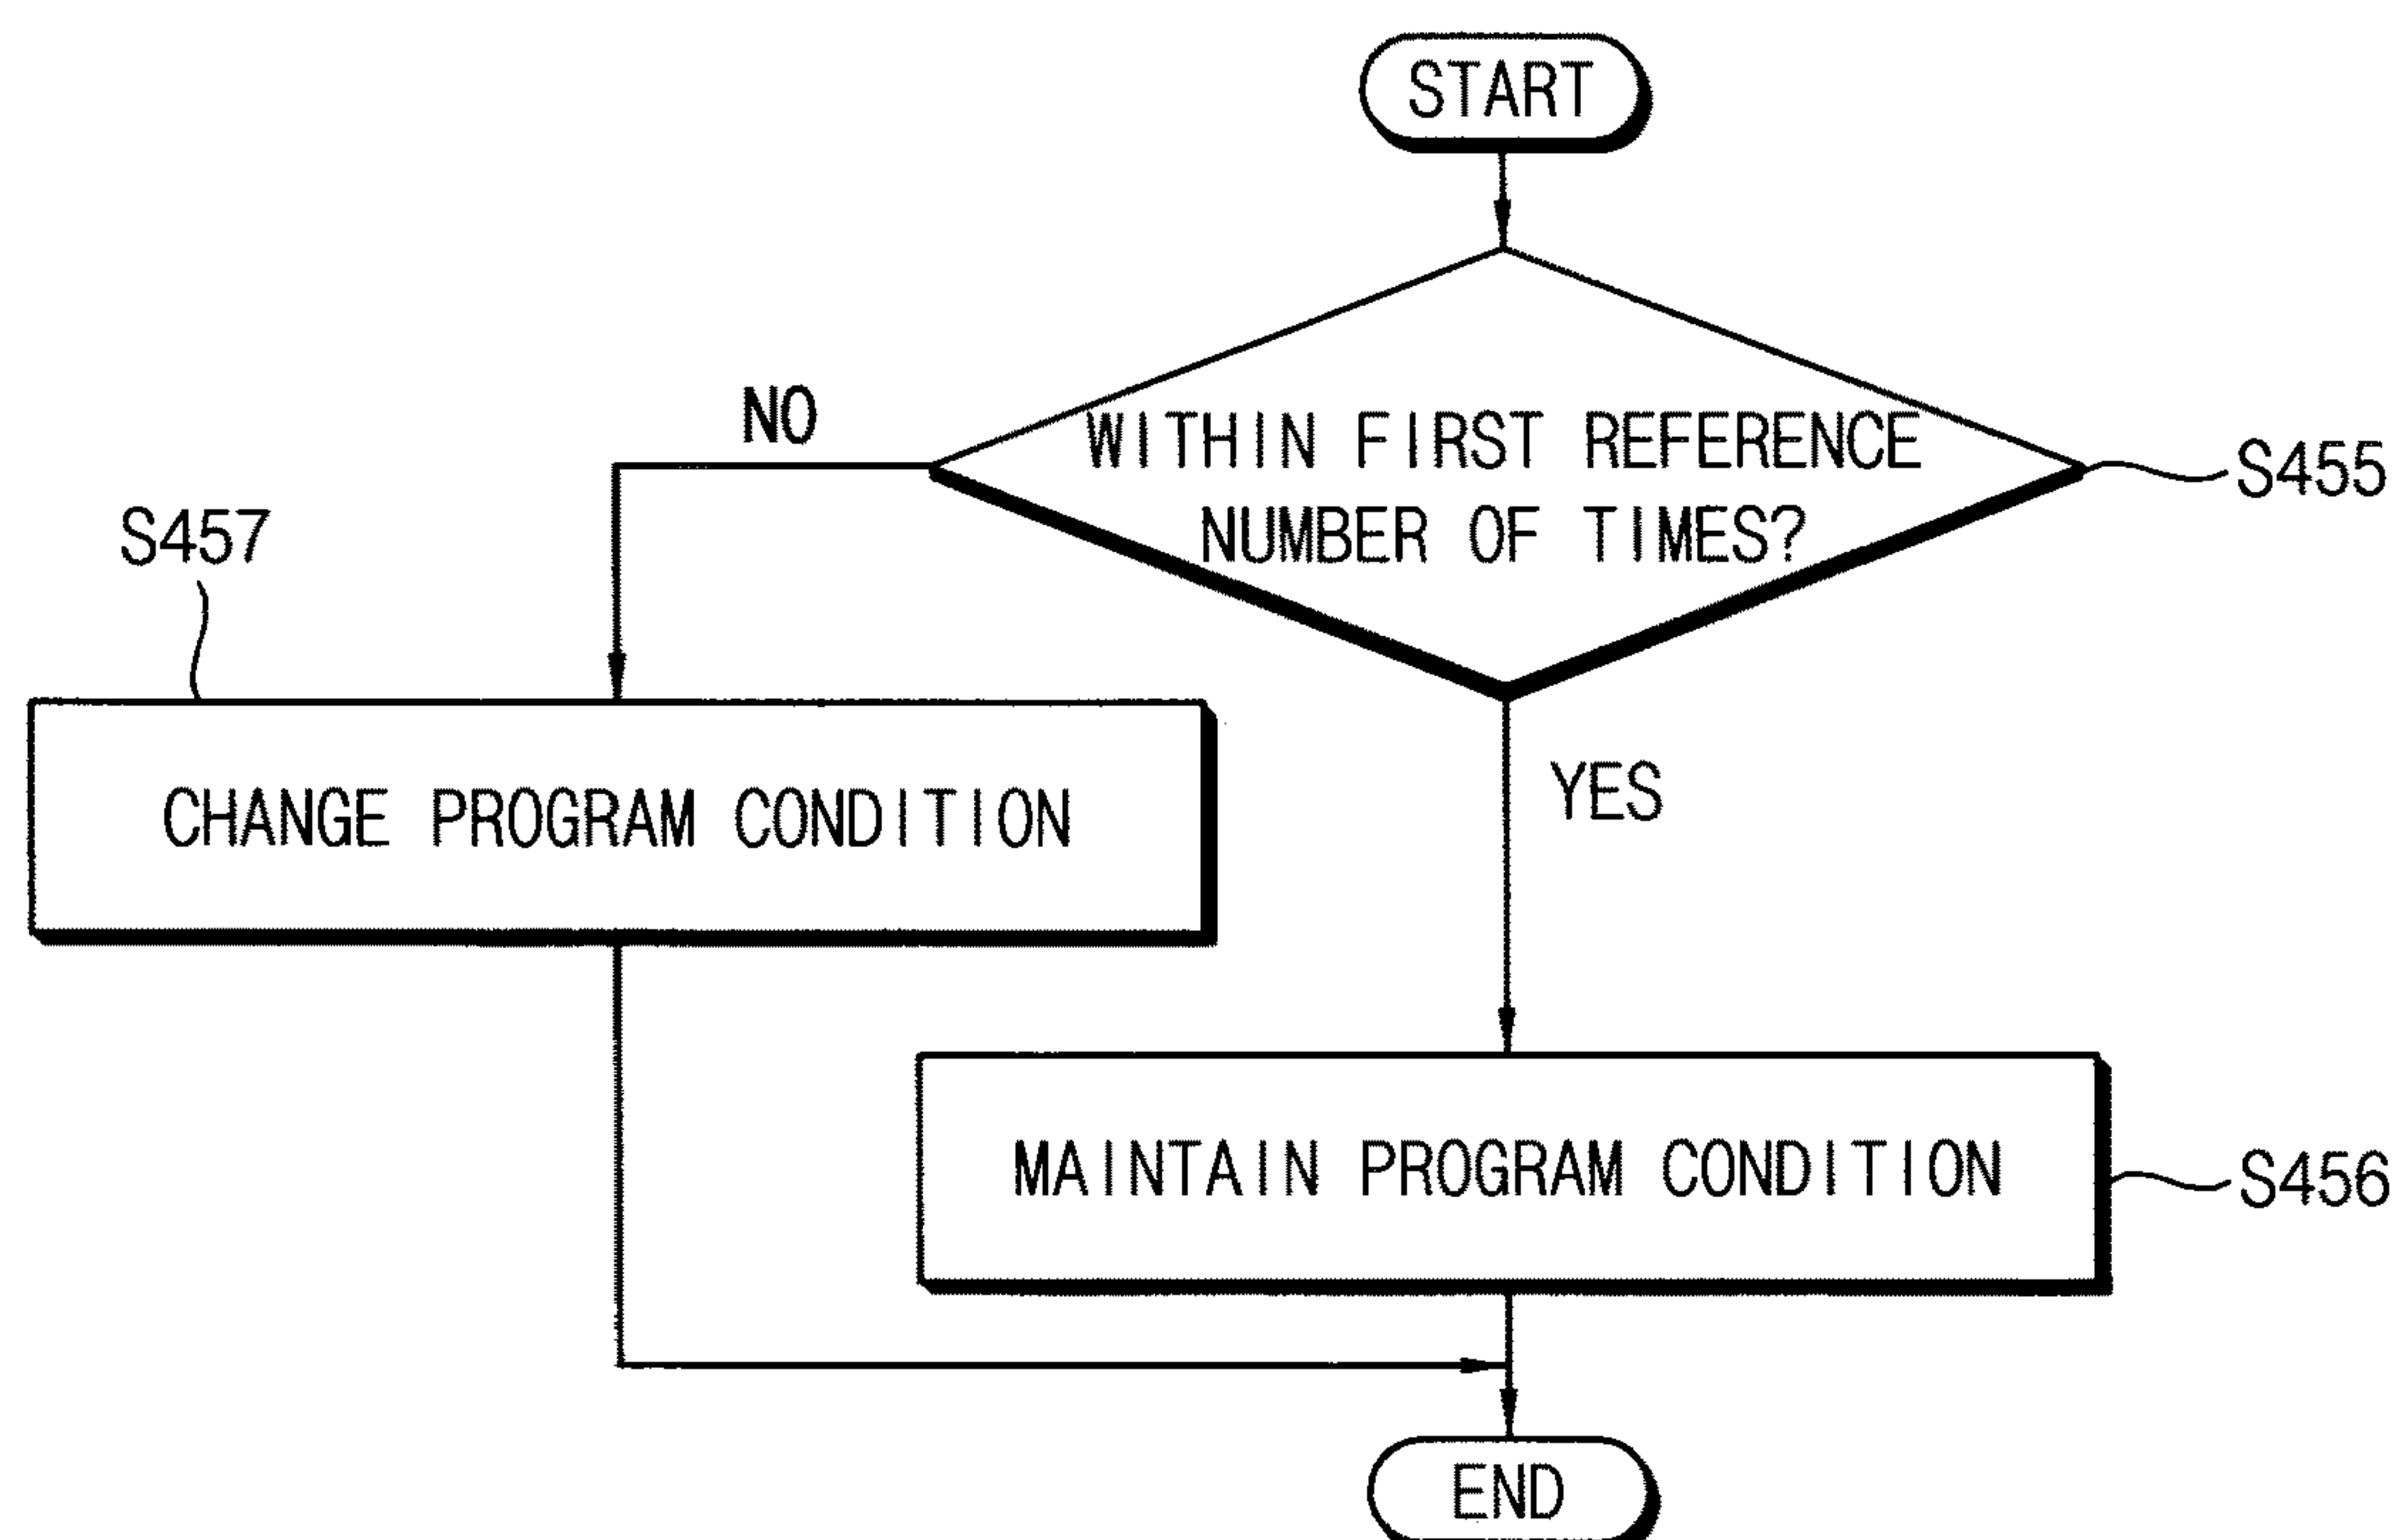 START
WITHIN FIRST REFERENCE
NUMBER OF TIMES?
S455
NO
S457
CHANGE PROGRAM CONDITION
YES
MAINTAIN PROGRAM CONDITION
S456
END